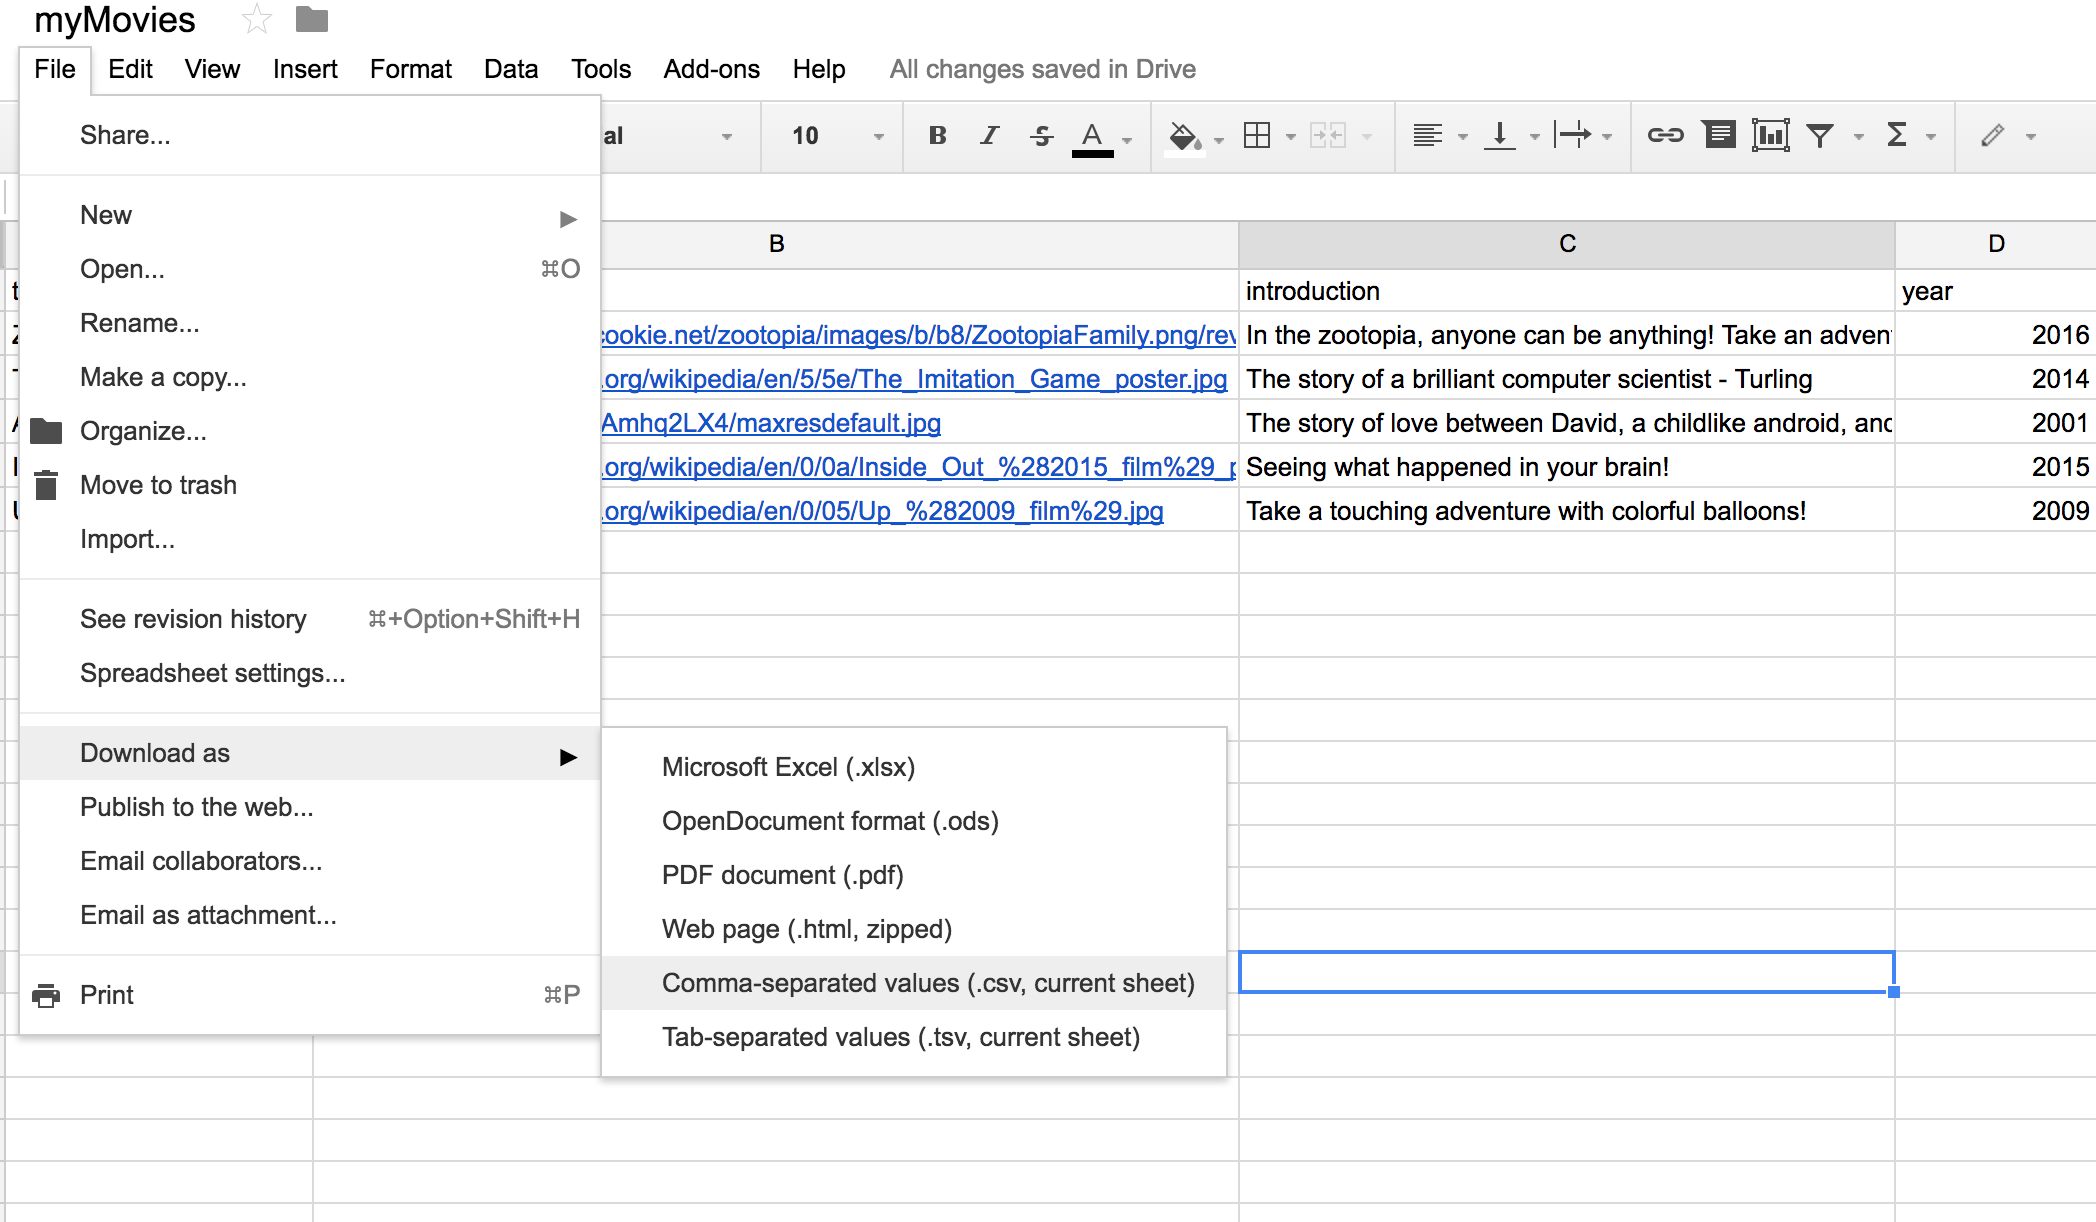 myMovies
File Edit View Insert Format Data Tools Add-ons Help All changes saved in Drive
al 10 B I S A Σ
Share...
New
Open... ⌘O
Rename...
Make a copy...
Organize...
Move to trash
Import...
See revision history ⌘+Option+Shift+H
Spreadsheet settings...
Download as
Publish to the web...
Email collaborators...
Email as attachment...
Print ⌘P
Microsoft Excel (.xlsx)
OpenDocument format (.ods)
PDF document (.pdf)
Web page (.html, zipped)
Comma-separated values (.csv, current sheet)
Tab-separated values (.tsv, current sheet)
B C D
t introduction year
cookie.net/zootopia/images/b/b8/ZootopiaFamily.png/rev In the zootopia, anyone can be anything! Take an advent 2016
.org/wikipedia/en/5/5e/The_Imitation_Game_poster.jpg The story of a brilliant computer scientist - Turling 2014
Amhq2LX4/maxresdefault.jpg The story of love between David, a childlike android, and 2001
.org/wikipedia/en/0/0a/Inside_Out_%282015_film%29_p Seeing what happened in your brain! 2015
.org/wikipedia/en/0/05/Up_%282009_film%29.jpg Take a touching adventure with colorful balloons! 2009